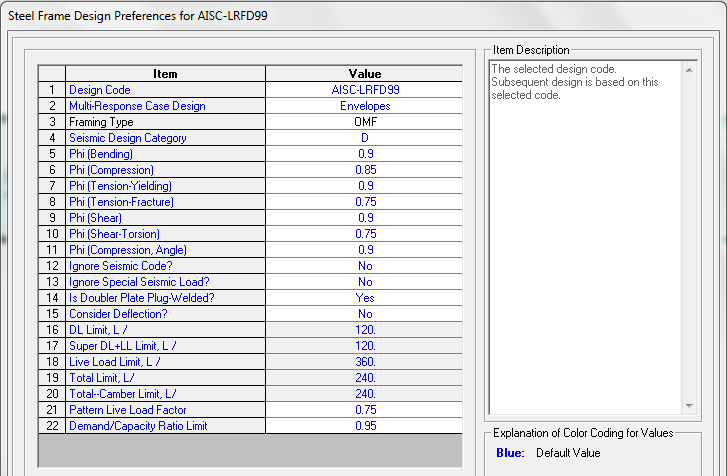 Steel Frame Design Preferences for AISC-LRFD99
Item Value
1 Design Code AISC-LRFD99
2 Multi-Response Case Design Envelopes
3 Framing Type OMF
4 Seismic Design Category D
5 Phi (Bending) 0.9
6 Phi (Compression) 0.85
7 Phi (Tension-Yielding) 0.9
8 Phi (Tension-Fracture) 0.75
9 Phi (Shear) 0.9
10 Phi (Shear-Torsion) 0.75
11 Phi (Compression, Angle) 0.9
12 Ignore Seismic Code? No
13 Ignore Special Seismic Load? No
14 Is Doubler Plate Plug-Welded? Yes
15 Consider Deflection? No
16 DL Limit, L / 120.
17 Super DL+LL Limit, L / 120.
18 Live Load Limit, L / 360.
19 Total Limit, L/ 240.
20 Total--Camber Limit, L/ 240.
21 Pattern Live Load Factor 0.75
22 Demand/Capacity Ratio Limit 0.95
Item Description
The selected design code.
Subsequent design is based on this
selected code.
Explanation of Color Coding for Values
Blue: Default Value